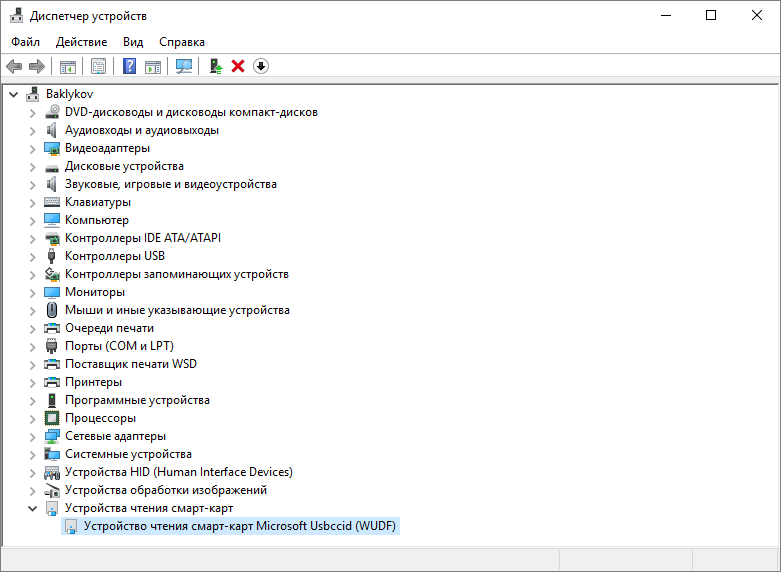 Диспетчер устройств
Файл Действие Вид Справка
Baklykov
DVD-дисководы и дисководы компакт-дисков
Аудиовходы и аудиовыходы
Видеоадаптеры
Дисковые устройства
Звуковые, игровые и видеоустройства
Клавиатуры
Компьютер
Контроллеры IDE ATA/ATAPI
Контроллеры USB
Контроллеры запоминающих устройств
Мониторы
Мыши и иные указывающие устройства
Очереди печати
Порты (COM и LPT)
Поставщик печати WSD
Принтеры
Программные устройства
Процессоры
Сетевые адаптеры
Системные устройства
Устройства HID (Human Interface Devices)
Устройства обработки изображений
Устройства чтения смарт-карт
Устройство чтения смарт-карт Microsoft Usbccid (WUDF)